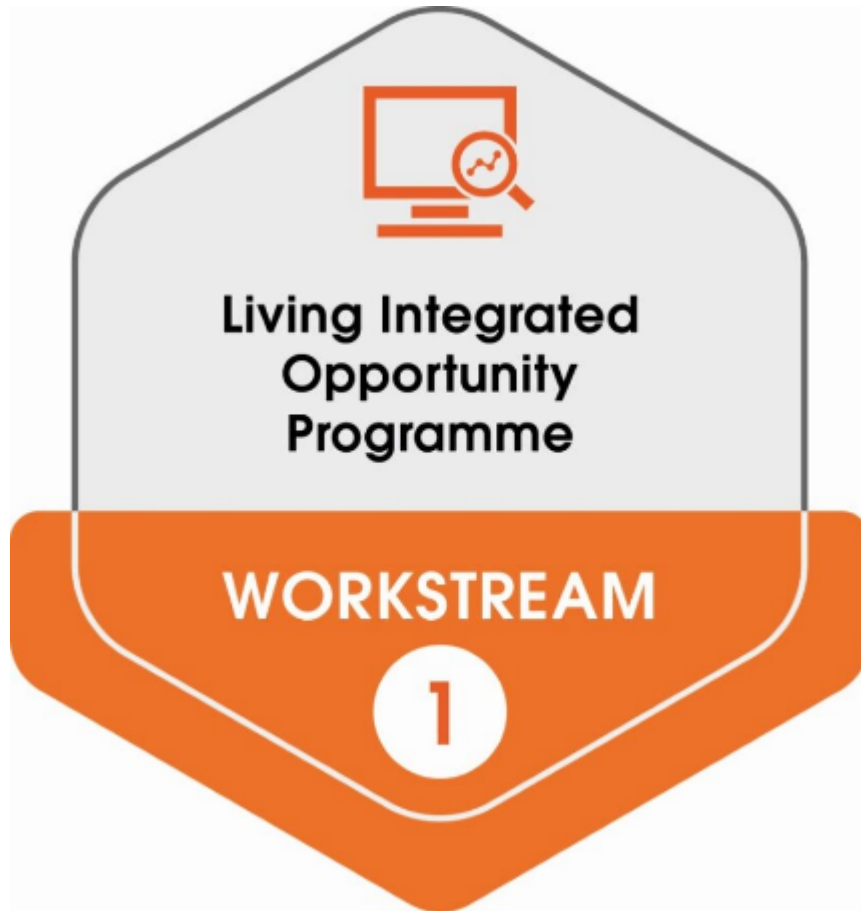 Living Integrated
Opportunity
Programme
WORKSTREAM
1